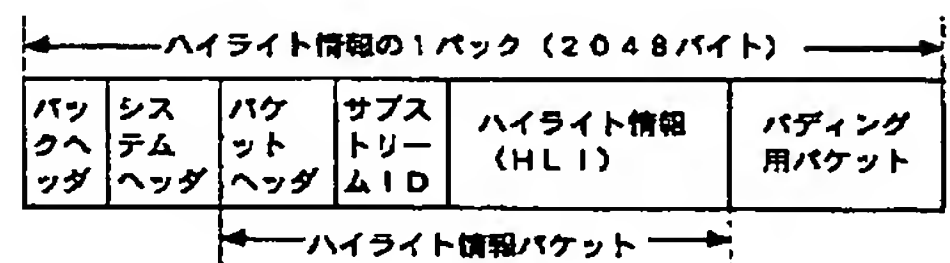 ハイライト情報の1パック(2048バイト)
パッ
クヘ
ッダ
シス
テム
ヘッダ
パケ
ット
ヘッダ
サブス
トリー
ムID
ハイライト情報
(HLI)
パディング
用パケット
ハイライト情報パケット